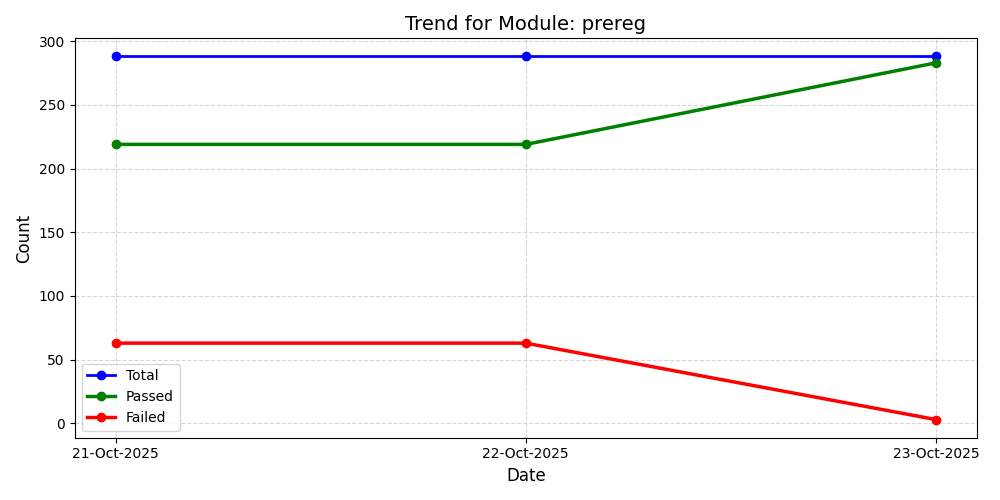 Trend for Module: prereg
300
250
200
150
100
50
0
Count
Total
Passed
Failed
21-Oct-2025
22-Oct-2025
23-Oct-2025
Date